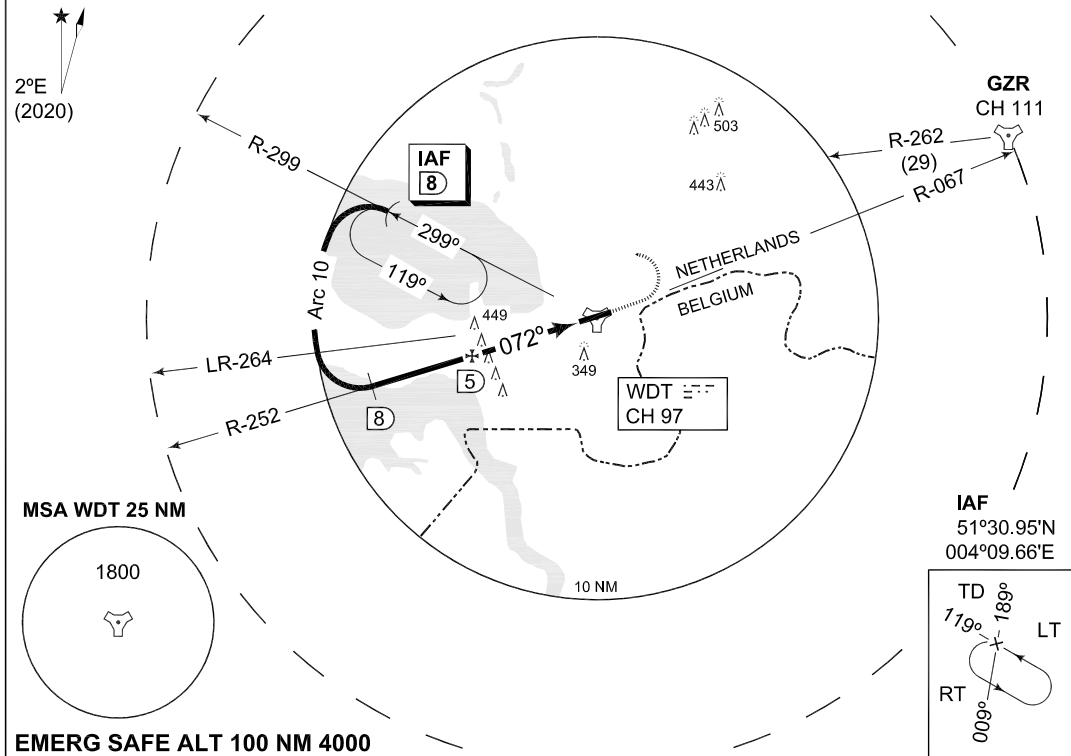 2ºE
(2020)
GZR
CH 111
R-262
(29)
R-067
R-299
IAF
8
503
443
299º
119º
NETHERLANDS
BELGIUM
Arc 10
449
072º
LR-264
5
349
WDT
CH 97
8
R-252
MSA WDT 25 NM
1800
10 NM
IAF
51º30.95'N
004º09.66'E
TD
119º
189º
LT
RT
009º
EMERG SAFE ALT 100 NM 4000